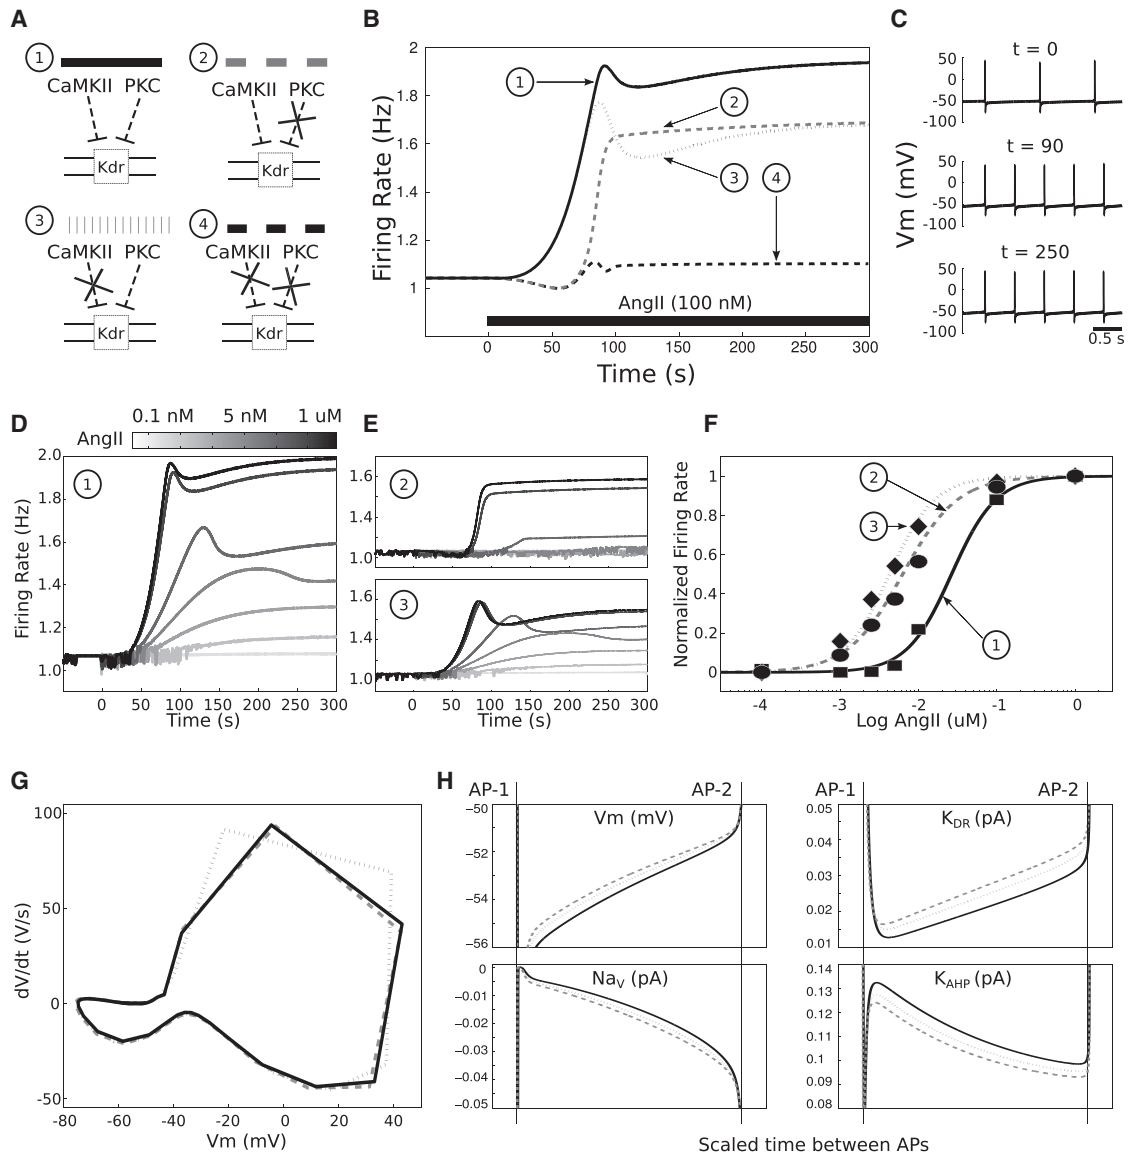 A
1
CaMKII PKC
Kdr
2
CaMKII PKC
Kdr
3
CaMKII PKC
Kdr
4
CaMKII PKC
Kdr
B
Firing Rate (Hz)
2
1.8
1.6
1.4
1.2
1
1
2
3
4
AngII (100 nM)
0 50 100 150 200 250 300
Time (s)
C
Vm (mV)
t = 0
50
0
-50
-100
t = 90
50
0
-50
-100
t = 250
50
0
-50
-100
0.5 s
D
0.1 nM 5 nM 1 uM
AngII
Firing Rate (Hz)
2.0
1.8
1.6
1.4
1.2
1.0
1
0 50 100 150 200 250 300
Time (s)
E
1.6
1.4
1.0
2
1.6
1.4
1.2
1.0
3
0 50 100 150 200 250 300
Time (s)
F
Normalized Firing Rate
1
0.8
0.6
0.4
0.2
0
2
3
1
-4 -3 -2 -1 0
Log AngII (uM)
G
dV/dt (V/s)
100
50
0
-50
-80 -60 -40 -20 0 20 40
Vm (mV)
H
AP-1 AP-2
Vm (mV)
−50
−52
−54
−56
AP-1 AP-2
KDR (pA)
0.05
0.04
0.03
0.02
0.01
NaV (pA)
0
−0.01
−0.02
−0.03
−0.04
−0.05
KAHP (pA)
0.14
0.13
0.12
0.11
0.1
0.09
0.08
Scaled time between APs